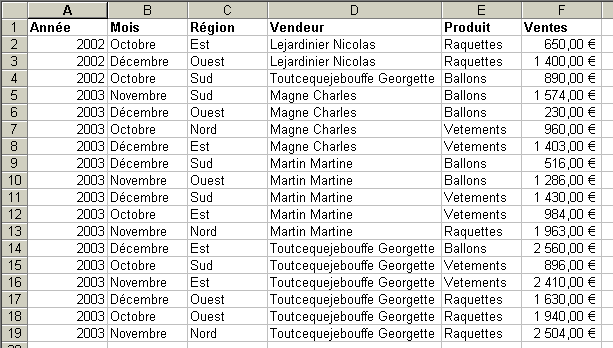 A B C D E F
1 Année Mois Région Vendeur Produit Ventes
2 2002 Octobre Est Lejardinier Nicolas Raquettes 650,00 €
3 2002 Décembre Ouest Lejardinier Nicolas Raquettes 1 400,00 €
4 2002 Octobre Sud Toutcequejebouffe Georgette Ballons 890,00 €
5 2003 Novembre Sud Magne Charles Ballons 1 574,00 €
6 2003 Décembre Ouest Magne Charles Ballons 230,00 €
7 2003 Octobre Nord Magne Charles Vetements 960,00 €
8 2003 Décembre Est Magne Charles Vetements 1 403,00 €
9 2003 Décembre Sud Martin Martine Ballons 516,00 €
10 2003 Novembre Ouest Martin Martine Ballons 1 286,00 €
11 2003 Décembre Sud Martin Martine Vetements 1 430,00 €
12 2003 Octobre Est Martin Martine Vetements 984,00 €
13 2003 Novembre Nord Martin Martine Raquettes 1 963,00 €
14 2003 Décembre Est Toutcequejebouffe Georgette Ballons 2 560,00 €
15 2003 Octobre Sud Toutcequejebouffe Georgette Vetements 896,00 €
16 2003 Novembre Est Toutcequejebouffe Georgette Vetements 2 410,00 €
17 2003 Décembre Ouest Toutcequejebouffe Georgette Raquettes 1 630,00 €
18 2003 Octobre Ouest Toutcequejebouffe Georgette Raquettes 1 940,00 €
19 2003 Novembre Nord Toutcequejebouffe Georgette Raquettes 2 504,00 €